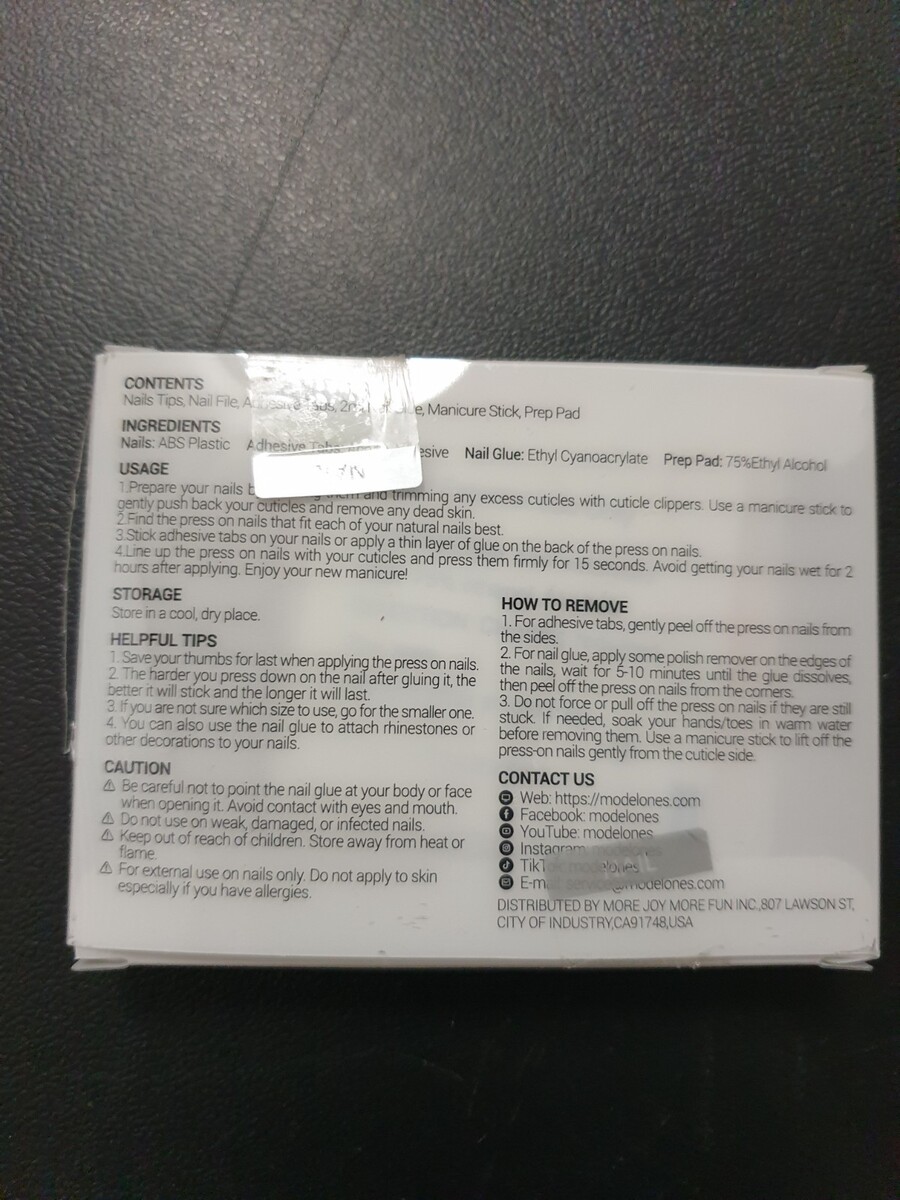 CONTENTS
Nails Tips, Nail File, Adhesive Tabs, Manicure Stick, Prep Pad
INGREDIENTS
Nails: ABS Plastic Adhesive Tabs: Nail Glue: Ethyl Cyanoacrylate Prep Pad: 75%Ethyl Alcohol
USAGE
1.Prepare your nails them and trimming any excess cuticles with cuticle clippers. Use a manicure stick to
gently push back your cuticles and remove any dead skin.
2.Find the press on nails that fit each of your natural nails best.
3.Stick adhesive tabs on your nails or apply a thin layer of glue on the back of the press on nails.
4.Line up the press on nails with your cuticles and press them firmly for 15 seconds. Avoid getting your nails wet for 2
hours after applying. Enjoy your new manicure!
STORAGE
Store in a cool, dry place.
HELPFUL TIPS
1. Save your thumbs for last when applying the press on nails.
2. The harder you press down on the nail after gluing it, the
better it will stick and the longer it will last.
3. If you are not sure which size to use, go for the smaller one.
4. You can also use the nail glue to attach rhinestones or
other decorations to your nails.
CAUTION
Be careful not to point the nail glue at your body or face
when opening it. Avoid contact with eyes and mouth.
Do not use on weak, damaged, or infected nails.
Keep out of reach of children. Store away from heat or
flame.
For external use on nails only. Do not apply to skin
especially if you have allergies.
HOW TO REMOVE
1. For adhesive tabs, gently peel off the press on nails from
the sides.
2. For nail glue, apply some polish remover on the edges of
the nails, wait for 5-10 minutes until the glue dissolves,
then peel off the press on nails from the corners.
3. Do not force or pull off the press on nails if they are still
stuck. If needed, soak your hands/toes in warm water
before removing them. Use a manicure stick to lift off the
press-on nails gently from the cuticle side.
CONTACT US
Web: https://modelones.com
Facebook: modelones
YouTube: modelones
Instagram: modelones
TikTok: modelones
E-mail: service@modelones.com
DISTRIBUTED BY MORE JOY MORE FUN INC.,807 LAWSON ST,
CITY OF INDUSTRY,CA91748,USA